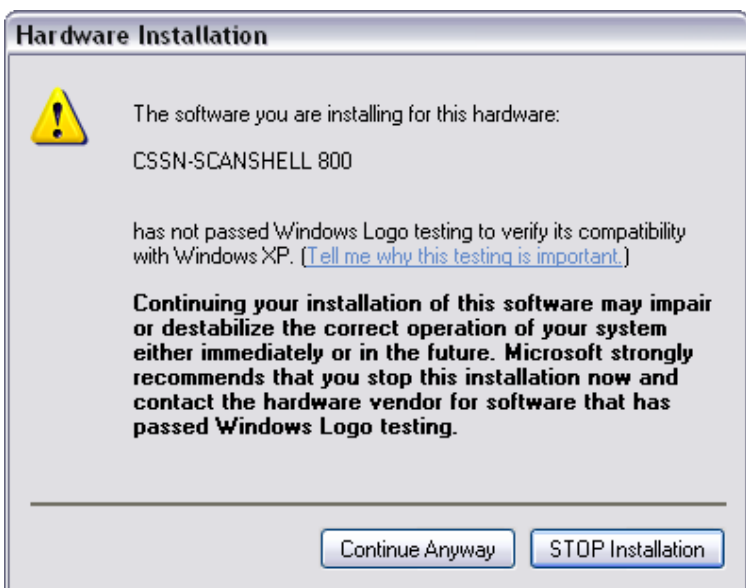 Hardware Installation
The software you are installing for this hardware:
CSSN-SCANSHELL 800
has not passed Windows Logo testing to verify its compatibility
with Windows XP. (Tell me why this testing is important.)
Continuing your installation of this software may impair
or destabilize the correct operation of your system
either immediately or in the future. Microsoft strongly
recommends that you stop this installation now and
contact the hardware vendor for software that has
passed Windows Logo testing.
Continue Anyway STOP Installation